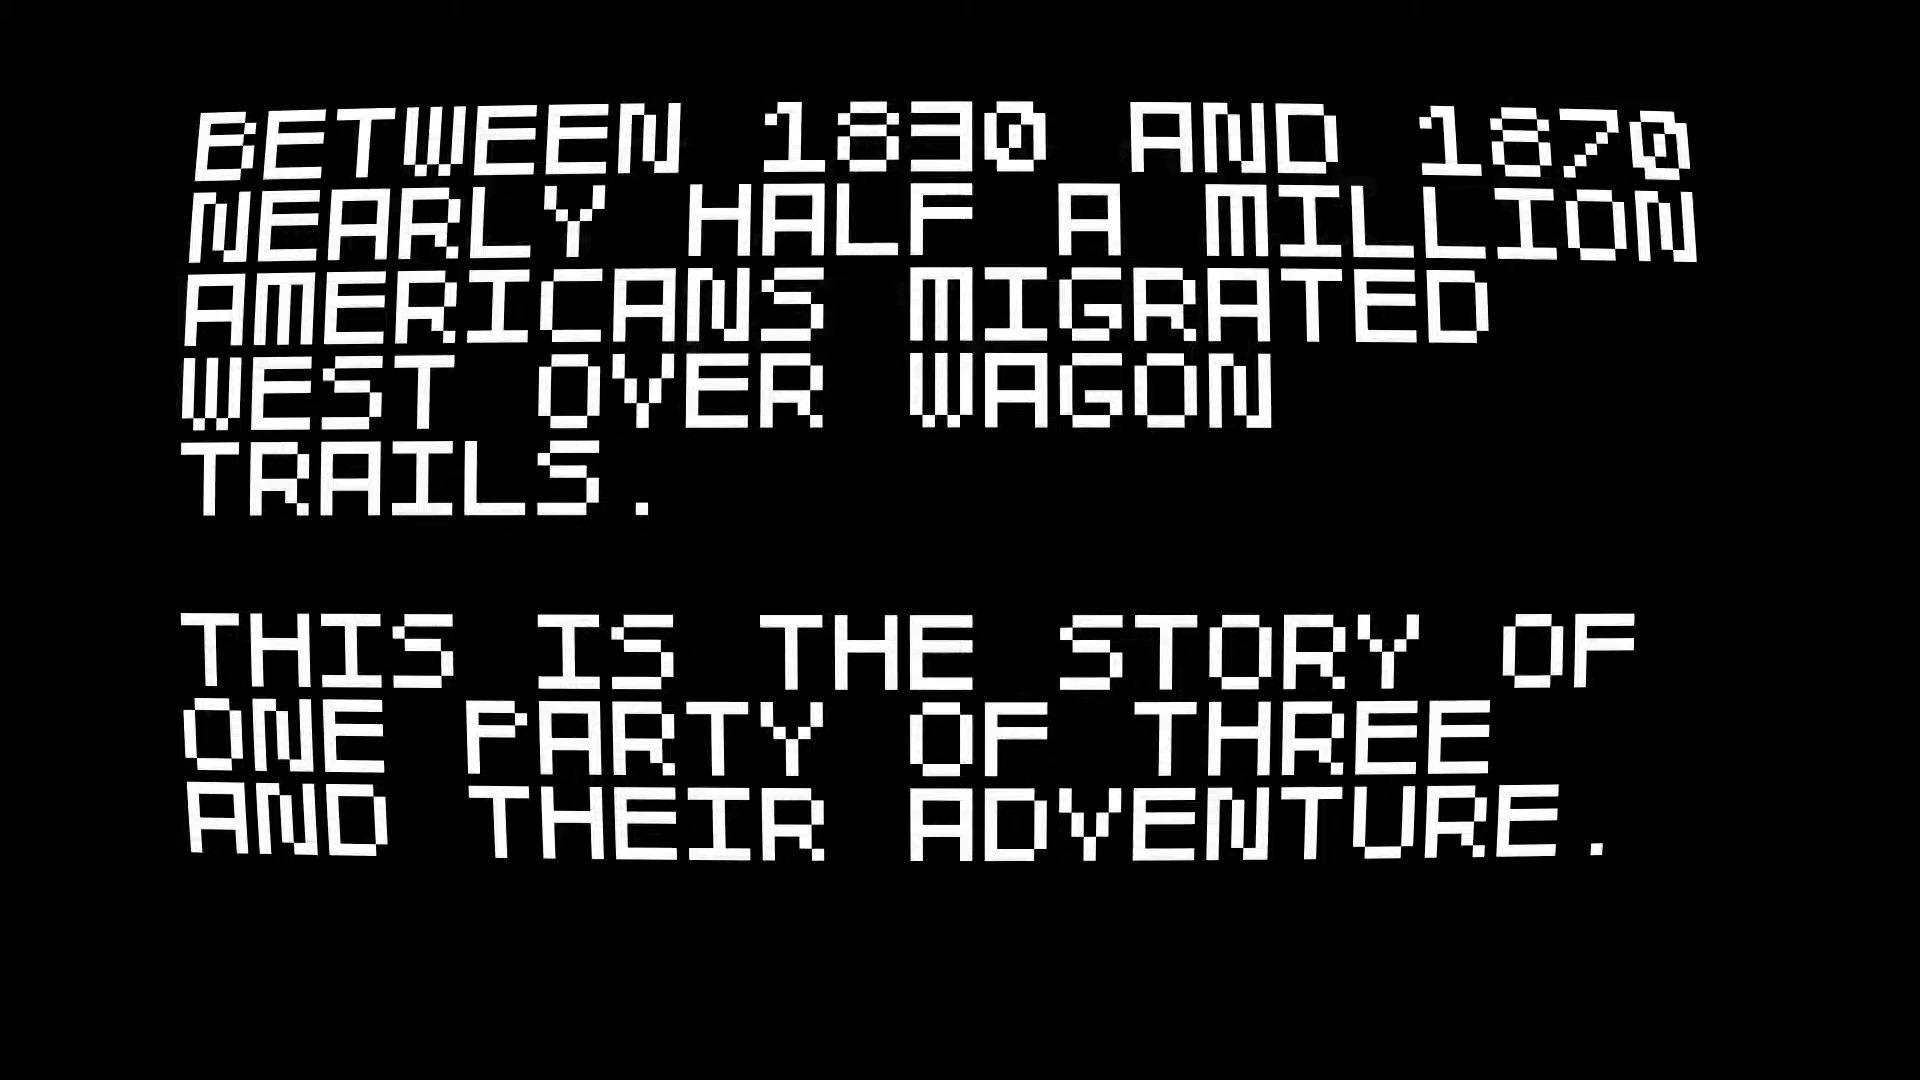 BETWEEN 1830 AND 1870
NEARLY HALF A MILLION
AMERICANS MIGRATED
WEST OVER WAGON
TRAILS.
THIS IS THE STORY OF
ONE PARTY OF THREE
AND THEIR ADVENTURE.